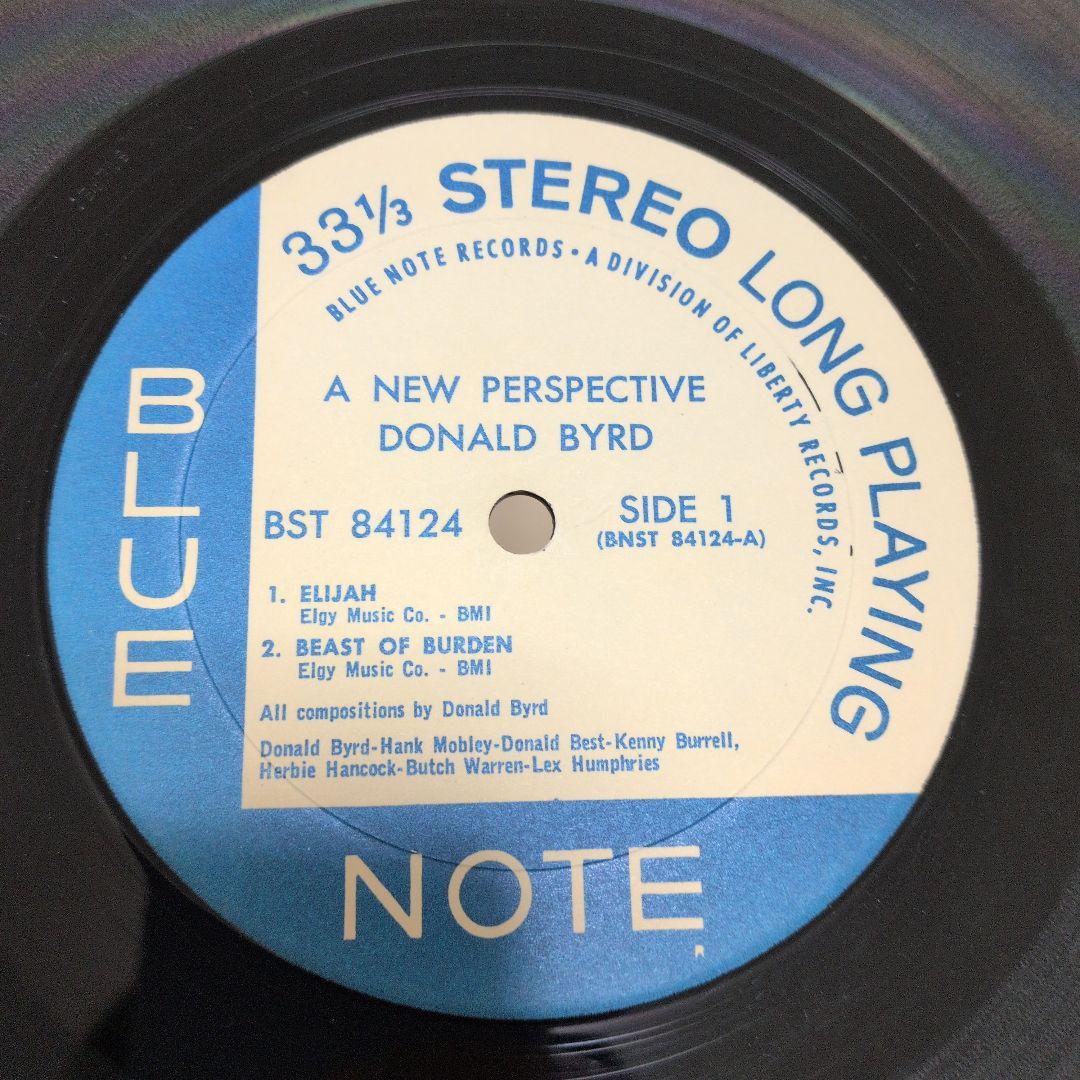 33⅓ STEREO LONG PLAYING
BLUE NOTE RECORDS • A DIVISION OF LIBERTY RECORDS, INC.
A NEW PERSPECTIVE
DONALD BYRD
BST 84124
SIDE 1
(BNST 84124-A)
1. ELIJAH
Elgy Music Co. - BMI
2. BEAST OF BURDEN
Elgy Music Co. - BMI
All compositions by Donald Byrd
Donald Byrd-Hank Mobley-Donald Best-Kenny Burrell,
Herbie Hancock-Butch Warren-Lex Humphries
BLUE
NOTE